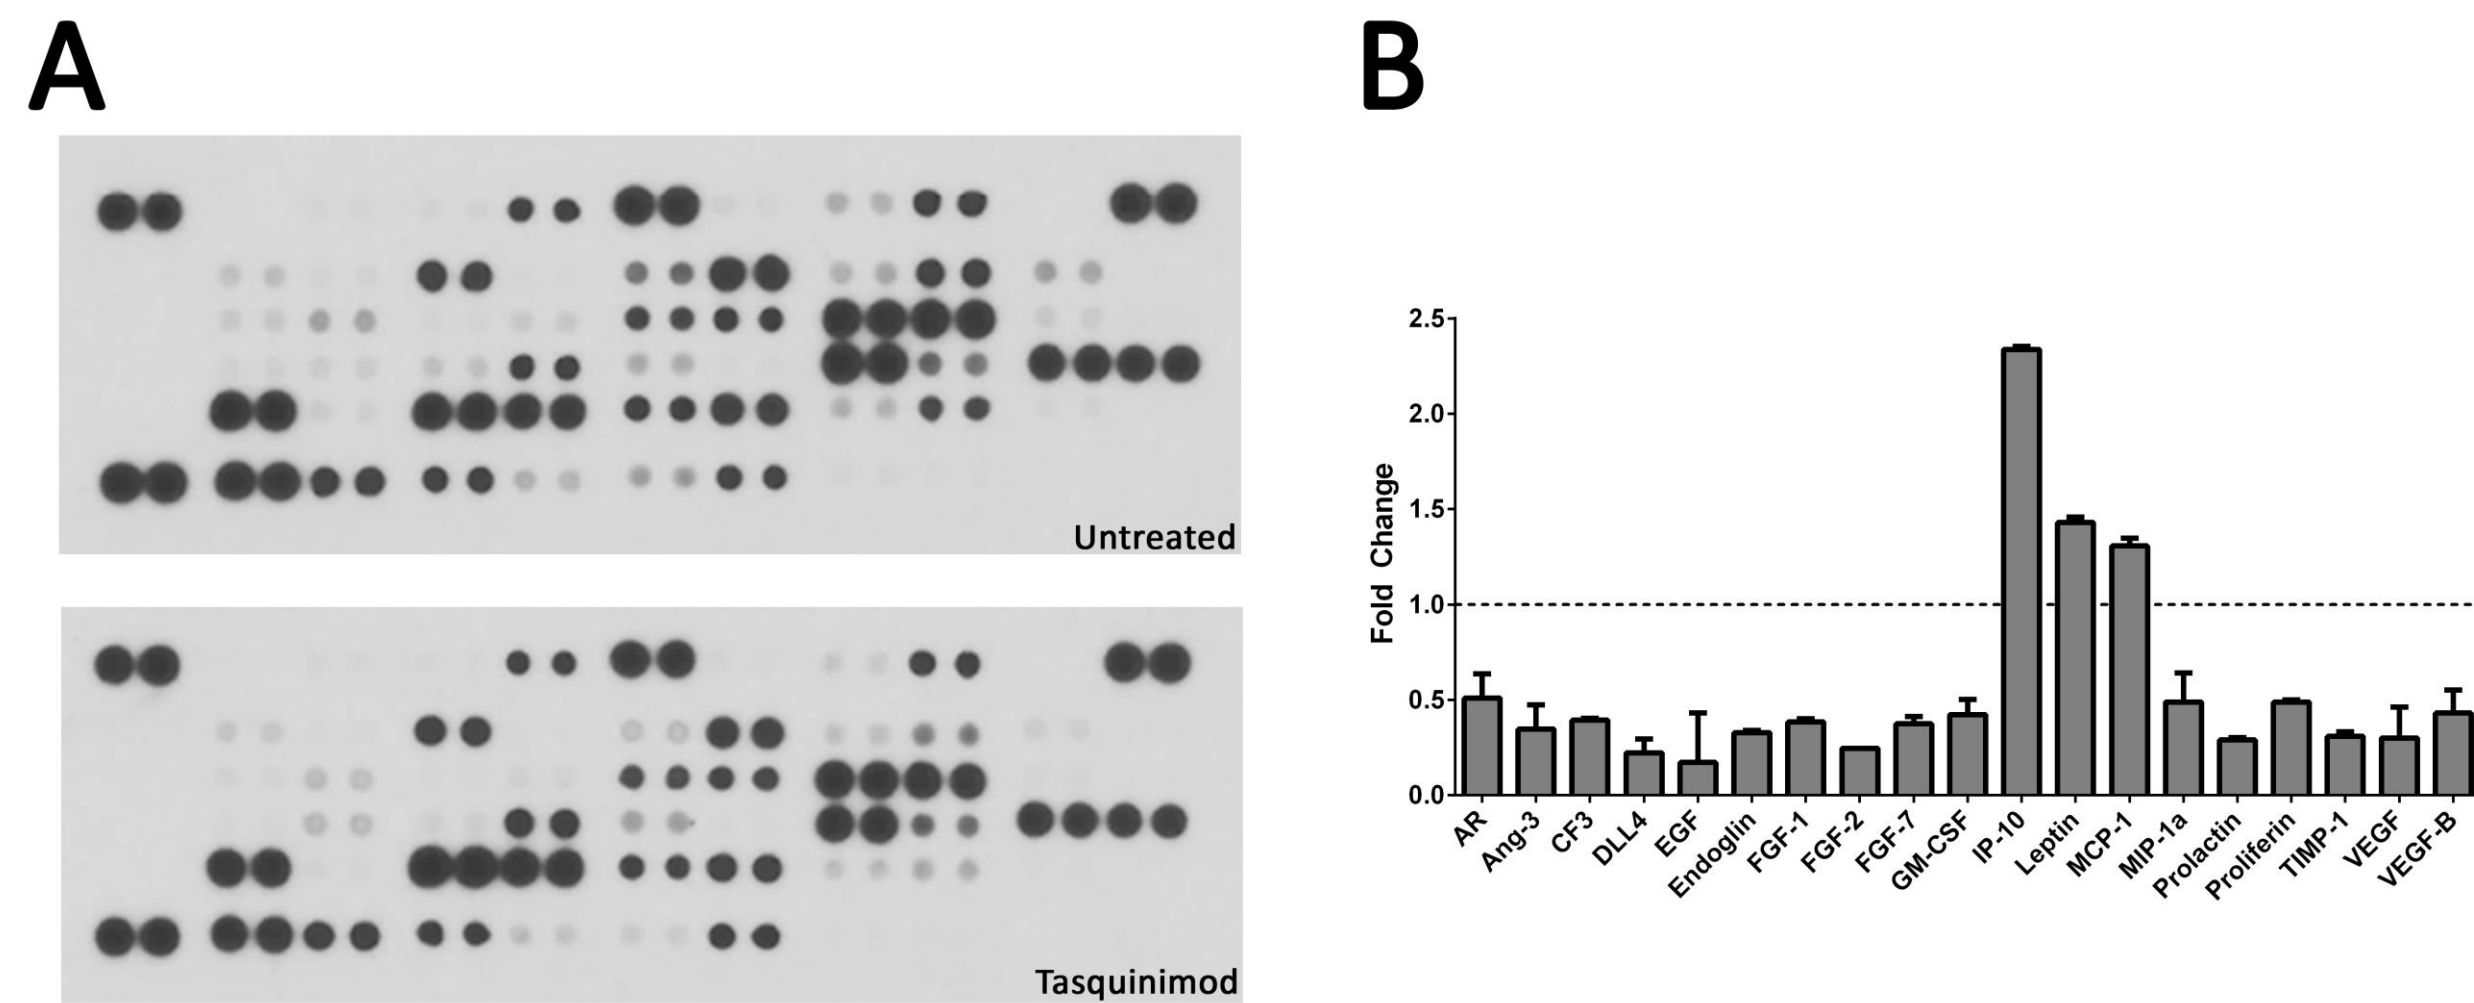 A
B
Untreated
Tasquinimod
Fold Change
2.5
2.0
1.5
1.0
0.5
0.0
AR
Ang-3
CF3
DLL4
EGF
Endoglin
FGF-1
FGF-2
FGF-7
GM-CSF
IP-10
Leptin
MCP-1
MIP-1a
Prolactin
Proliferin
TIMP-1
VEGF
VEGF-B